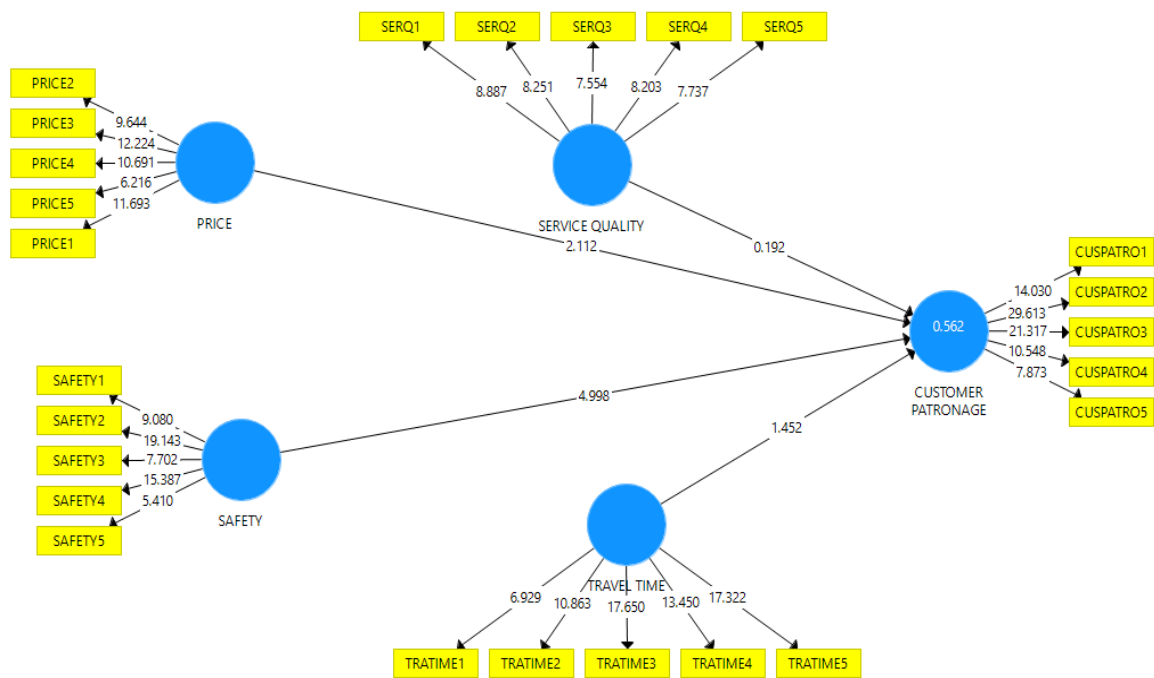 SERQ1
SERQ2
SERQ3
SERQ4
SERQ5
8.887
8.251
7.554
8.203
7.737
SERVICE QUALITY
PRICE2
PRICE3
PRICE4
PRICE5
PRICE1
9.644
12.224
10.691
6.216
11.693
PRICE
2.112
0.192
CUSPATRO1
CUSPATRO2
CUSPATRO3
CUSPATRO4
CUSPATRO5
14.030
29.613
21.317
10.548
7.873
0.562
CUSTOMER
PATRONAGE
SAFETY1
SAFETY2
SAFETY3
SAFETY4
SAFETY5
9.080
19.143
7.702
15.387
5.410
SAFETY
4.998
1.452
TRAVEL TIME
6.929
10.863
17.650
13.450
17.322
TRATIME1
TRATIME2
TRATIME3
TRATIME4
TRATIME5